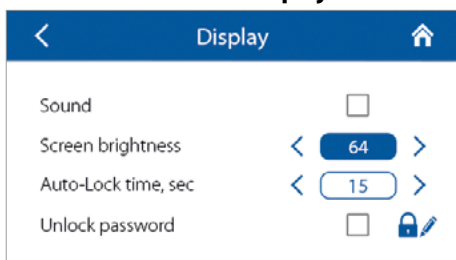 Display
Sound
Screen brightness 64
Auto-Lock time, sec 15
Unlock password